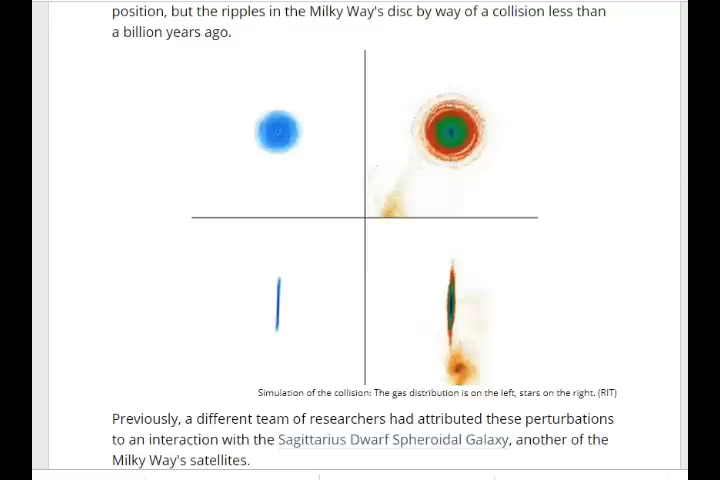 position, but the ripples in the Milky Way's disc by way of a collision less than
a billion years ago.
Simulation of the collision: The gas distribution is on the left, stars on the right. (RIT)
Previously, a different team of researchers had attributed these perturbations
to an interaction with the Sagittarius Dwarf Spheroidal Galaxy, another of the
Milky Way's satellites.